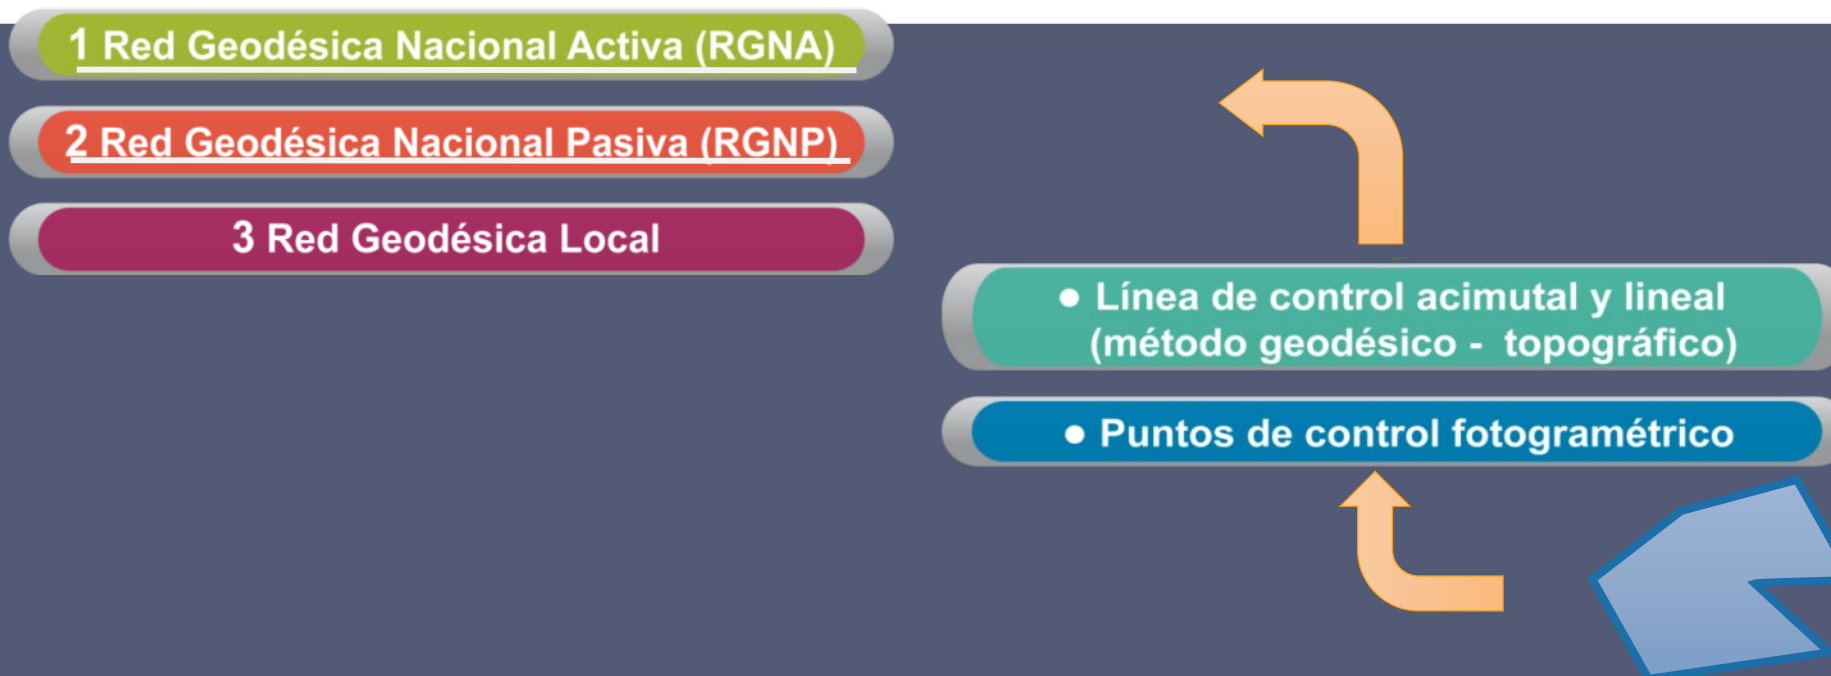 1 Red Geodésica Nacional Activa (RGNA)
2 Red Geodésica Nacional Pasiva (RGNP)
3 Red Geodésica Local
● Línea de control acimutal y lineal
(método geodésico - topográfico)
● Puntos de control fotogramétrico